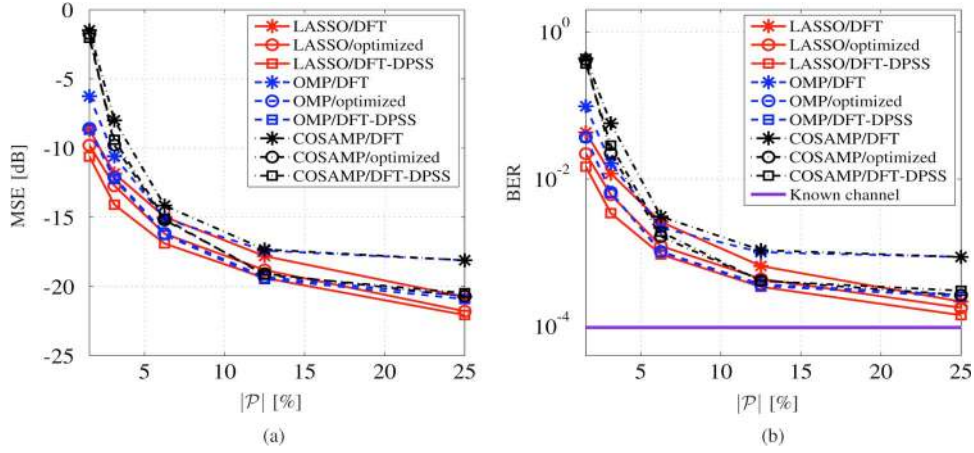 0
-5
-10
-15
-20
-25
MSE [dB]
5
10
15
20
25
|P| [%]
LASSO/DFT
LASSO/optimized
LASSO/DFT-DPSS
OMP/DFT
OMP/optimized
OMP/DFT-DPSS
COSAMP/DFT
COSAMP/optimized
COSAMP/DFT-DPSS
(a)
10^0
10^-2
10^-4
BER
5
10
15
20
25
|P| [%]
LASSO/DFT
LASSO/optimized
LASSO/DFT-DPSS
OMP/DFT
OMP/optimized
OMP/DFT-DPSS
COSAMP/DFT
COSAMP/optimized
COSAMP/DFT-DPSS
Known channel
(b)